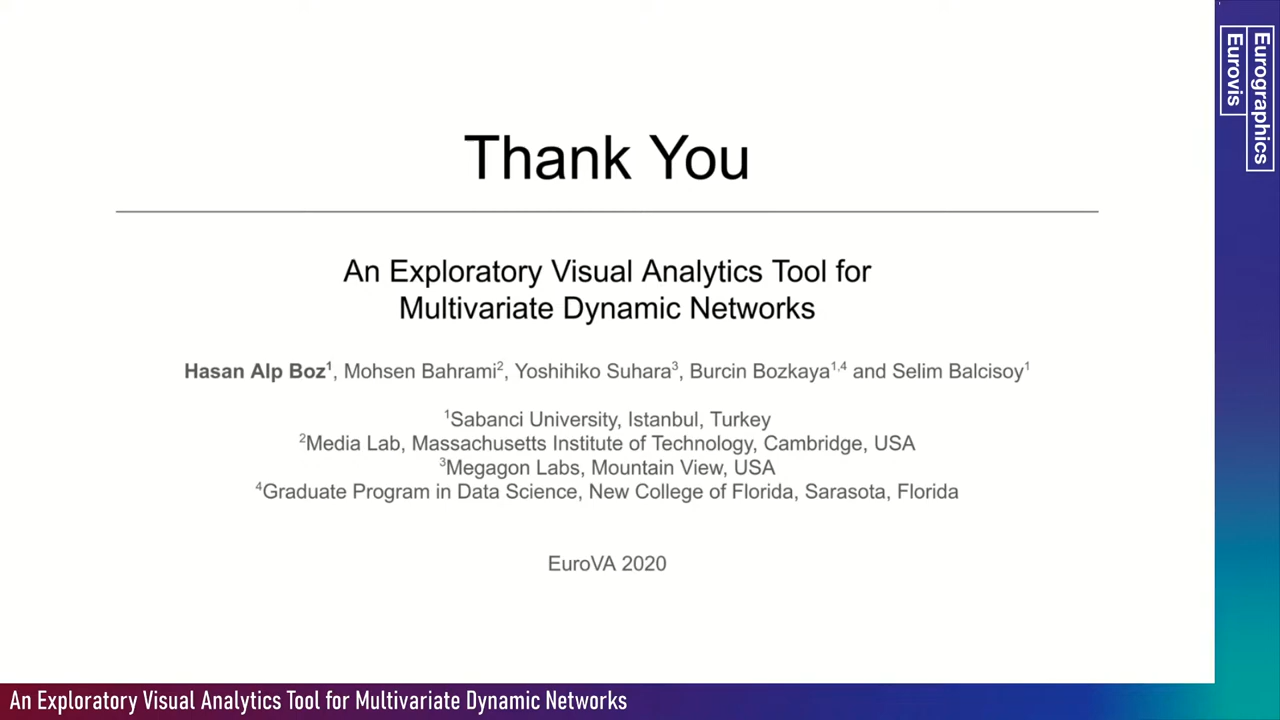 Thank You
An Exploratory Visual Analytics Tool for
Multivariate Dynamic Networks
Hasan Alp Boz¹, Mohsen Bahrami², Yoshihiko Suhara³, Burcin Bozkaya¹,⁴ and Selim Balcisoy¹
¹Sabanci University, Istanbul, Turkey
²Media Lab, Massachusetts Institute of Technology, Cambridge, USA
³Megagon Labs, Mountain View, USA
⁴Graduate Program in Data Science, New College of Florida, Sarasota, Florida
EuroVA 2020
Eurographics
Eurovis
An Exploratory Visual Analytics Tool for Multivariate Dynamic Networks